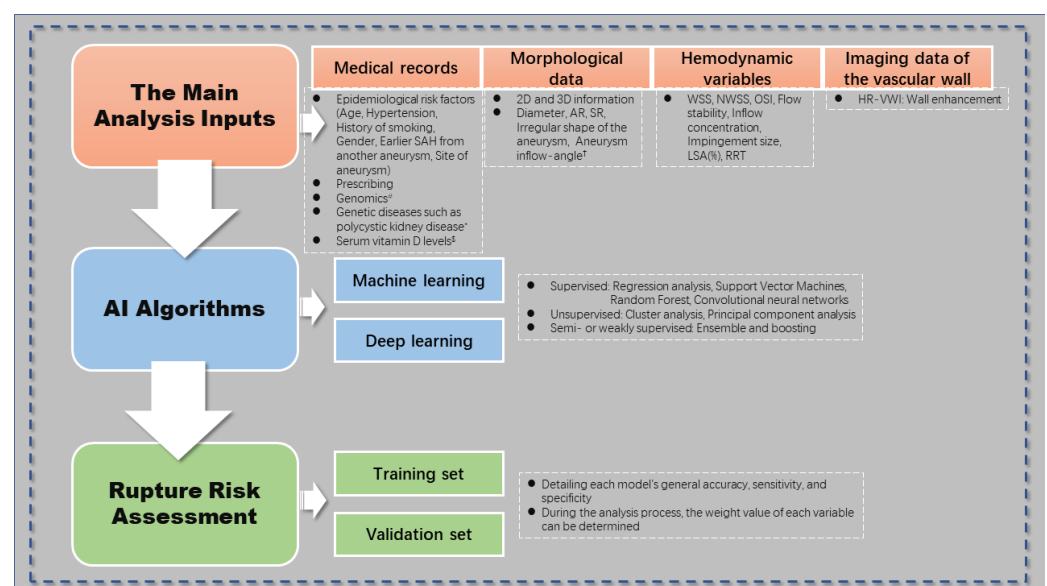 The Main
Analysis Inputs
Medical records
Morphological
data
Hemodynamic
variables
Imaging data of
the vascular wall
● Epidemiological risk factors
(Age, Hypertension,
History of smoking,
Gender, Earlier SAH from
another aneurysm, Site of
aneurysm)
● Prescribing
● Genomics#
● Genetic diseases such as
polycystic kidney disease*
● Serum vitamin D levels$
● 2D and 3D information
● Diameter, AR, SR,
Irregular shape of the
aneurysm, Aneurysm
inflow-angle†
● WSS, NWSS, OSI, Flow
stability, Inflow
concentration,
Impingement size,
LSA(%), RRT
● HR-VWI: Wall enhancement
AI Algorithms
Machine learning
Deep learning
● Supervised: Regression analysis, Support Vector Machines,
Random Forest, Convolutional neural networks
● Unsupervised: Cluster analysis, Principal component analysis
● Semi- or weakly supervised: Ensemble and boosting
Rupture Risk
Assessment
Training set
Validation set
● Detailing each model's general accuracy, sensitivity, and
specificity
● During the analysis process, the weight value of each variable
can be determined